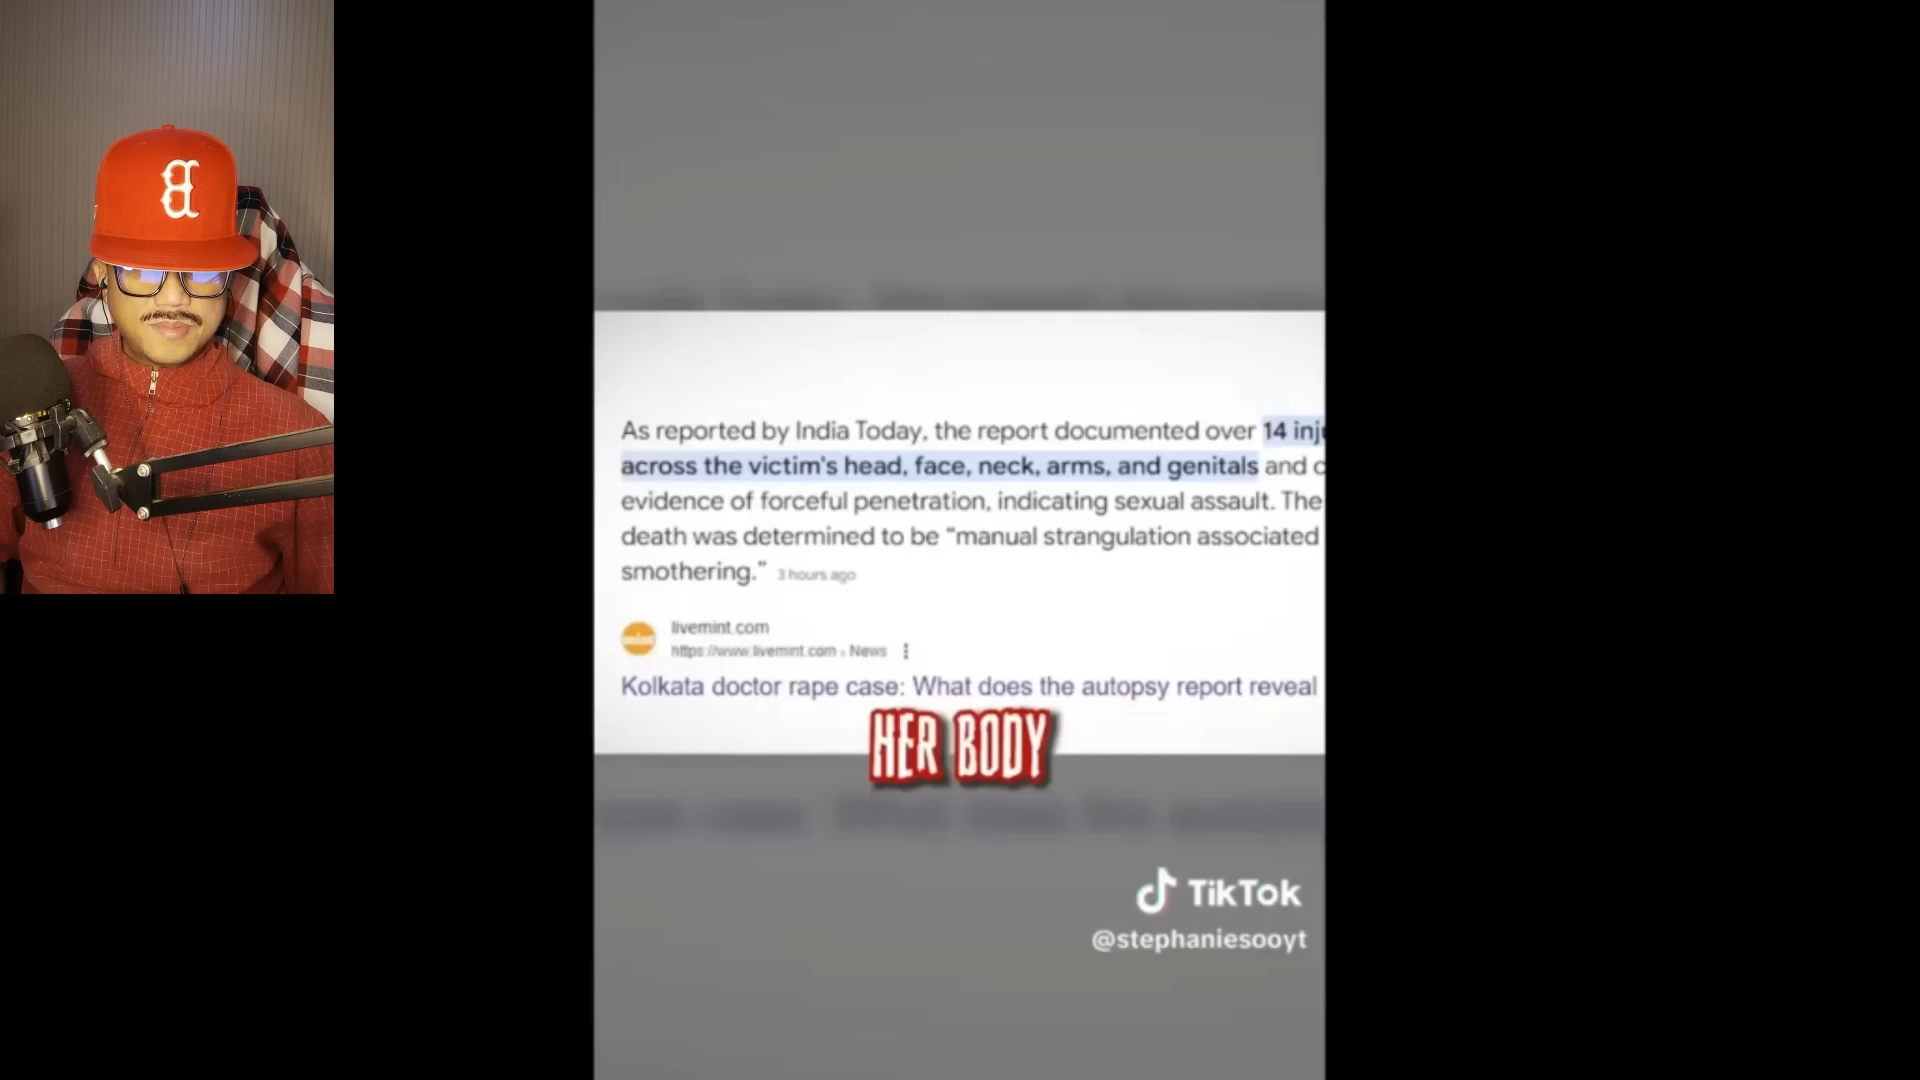 B
As reported by India Today, the report documented over 14 inj
across the victim's head, face, neck, arms, and genitals and
evidence of forceful penetration, indicating sexual assault. The
death was determined to be “manual strangulation associated
smothering.” 3 hours ago
mint
livemint.com
https://www.livemint.com › News
Kolkata doctor rape case: What does the autopsy report reveal
HER BODY
TikTok
@stephaniesooyt